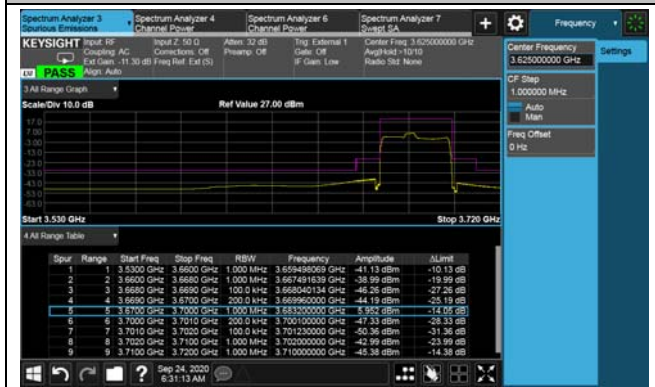 Spectrum Analyzer 3
Spurious Emissions
Spectrum Analyzer 4
Channel Power
Spectrum Analyzer 6
Channel Power
Spectrum Analyzer 7
Swept SA
Frequency
KEYSIGHT
Input: RF
Coupling: AC
Ext Gain: -11.30 dB
Align: Auto
Input Z: 50 Ω
Corrections: Off
Freq Ref: Ext (S)
Atten: 32 dB
Preamp: Off
Trig: External 1
Gate: Off
IF Gain: Low
Center Freq: 3.625000000 GHz
Avg|Hold:>10/10
Radio Std: None
PASS
3 All Range Graph
Scale/Div 10.0 dB
Ref Value 27.00 dBm
17.0
7.00
-3.00
-13.0
-23.0
-33.0
-43.0
-53.0
-63.0
Start 3.530 GHz
Stop 3.720 GHz
4 All Range Table
Spur Range Start Freq Stop Freq RBW Frequency Amplitude ΔLimit
1 1 3.5300 GHz 3.6600 GHz 1.000 MHz 3.659498069 GHz -41.13 dBm -10.13 dB
2 2 3.6600 GHz 3.6680 GHz 1.000 MHz 3.667491639 GHz -38.99 dBm -19.99 dB
3 3 3.6680 GHz 3.6690 GHz 100.0 kHz 3.668040134 GHz -46.26 dBm -27.26 dB
4 4 3.6690 GHz 3.6700 GHz 200.0 kHz 3.669960000 GHz -44.19 dBm -25.19 dB
5 5 3.6700 GHz 3.7000 GHz 1.000 MHz 3.683200000 GHz 5.952 dBm -14.05 dB
6 6 3.7000 GHz 3.7010 GHz 200.0 kHz 3.700100000 GHz -47.33 dBm -28.33 dB
7 7 3.7010 GHz 3.7020 GHz 100.0 kHz 3.701230000 GHz -50.36 dBm -31.36 dB
8 8 3.7020 GHz 3.7100 GHz 1.000 MHz 3.702000000 GHz -42.99 dBm -23.99 dB
9 9 3.7100 GHz 3.7200 GHz 1.000 MHz 3.710000000 GHz -45.38 dBm -14.38 dB
Center Frequency
3.625000000 GHz
Settings
CF Step
1.000000 MHz
Auto
Man
Freq Offset
0 Hz
Sep 24, 2020
6:31:13 AM